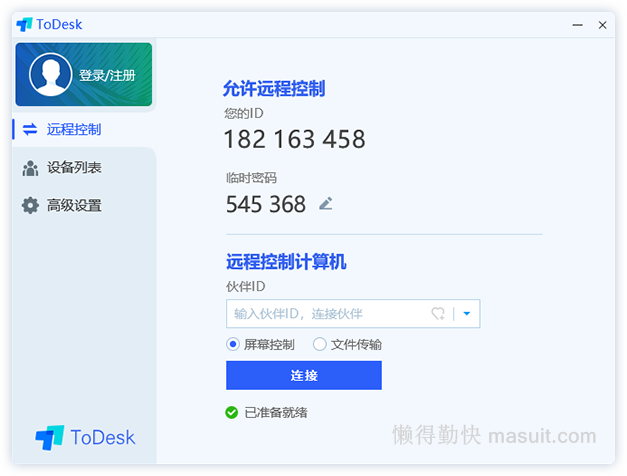 ToDesk
登录/注册
远程控制
设备列表
高级设置
ToDesk
允许远程控制
您的ID
182 163 458
临时密码
545 368
远程控制计算机
伙伴ID
输入伙伴ID，连接伙伴
屏幕控制 文件传输
连接
已准备就绪
懒得勤快 masuit.com